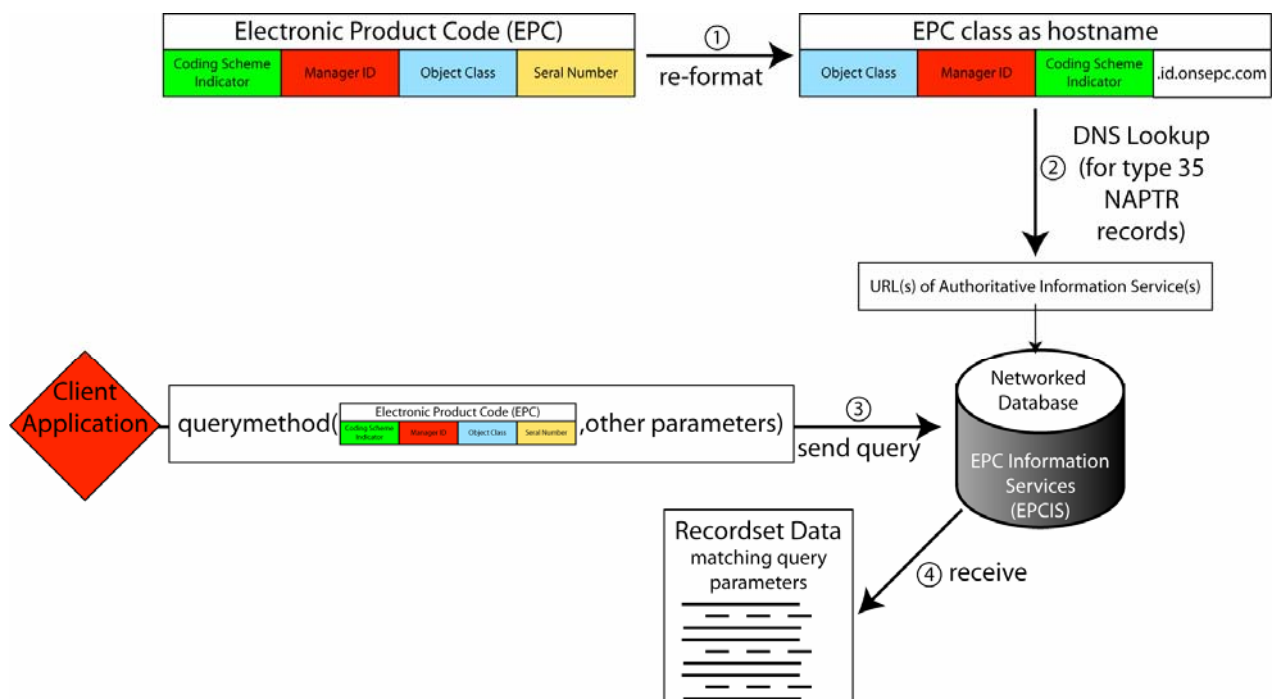 Electronic Product Code (EPC)
Coding Scheme
Indicator
Manager ID
Object Class
Seral Number
①
re-format
EPC class as hostname
Object Class
Manager ID
Coding Scheme
Indicator
.id.onsepc.com
②
DNS Lookup
(for type 35
NAPTR
records)
URL(s) of Authoritative Information Service(s)
Client
Application
querymethod(
Electronic Product Code (EPC)
Coding Scheme
Indicator
Manager ID
Object Class
Seral Number
,other parameters)
③
send query
Networked
Database
EPC Information
Services
(EPCIS)
④ receive
Recordset Data
matching query
parameters